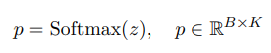 p = Softmax(z),  p ∈ ℝ^{B×K}